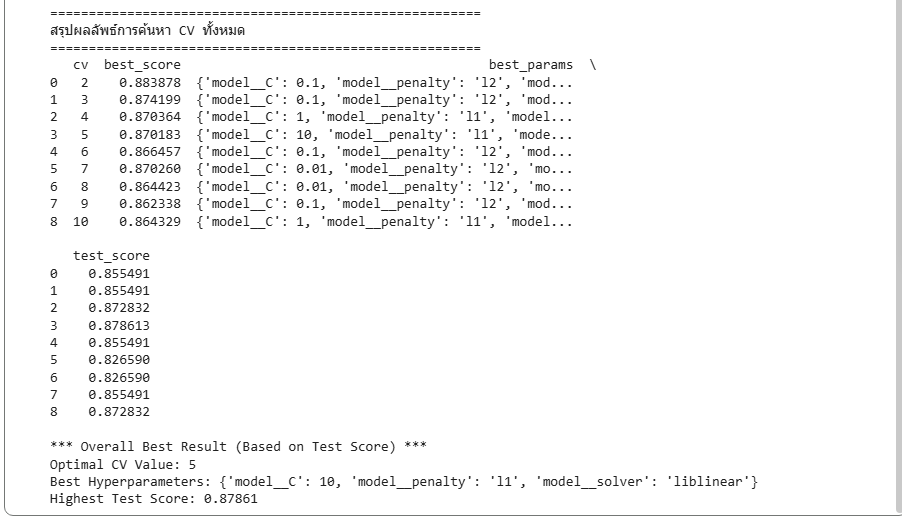 ========================================================
สรุปผลลัพธ์การค้นหา CV ทั้งหมด
========================================================
   cv  best_score                                        best_params  \
0   2    0.883878  {'model__C': 0.1, 'model__penalty': 'l2', 'mod...
1   3    0.874199  {'model__C': 0.1, 'model__penalty': 'l2', 'mod...
2   4    0.870364  {'model__C': 1, 'model__penalty': 'l1', 'model...
3   5    0.870183  {'model__C': 10, 'model__penalty': 'l1', 'mode...
4   6    0.866457  {'model__C': 0.1, 'model__penalty': 'l2', 'mod...
5   7    0.870260  {'model__C': 0.01, 'model__penalty': 'l2', 'mo...
6   8    0.864423  {'model__C': 0.01, 'model__penalty': 'l2', 'mo...
7   9    0.862338  {'model__C': 0.1, 'model__penalty': 'l2', 'mod...
8  10    0.864329  {'model__C': 1, 'model__penalty': 'l1', 'model...
   test_score
0    0.855491
1    0.855491
2    0.872832
3    0.878613
4    0.855491
5    0.826590
6    0.826590
7    0.855491
8    0.872832
*** Overall Best Result (Based on Test Score) ***
Optimal CV Value: 5
Best Hyperparameters: {'model__C': 10, 'model__penalty': 'l1', 'model__solver': 'liblinear'}
Highest Test Score: 0.87861